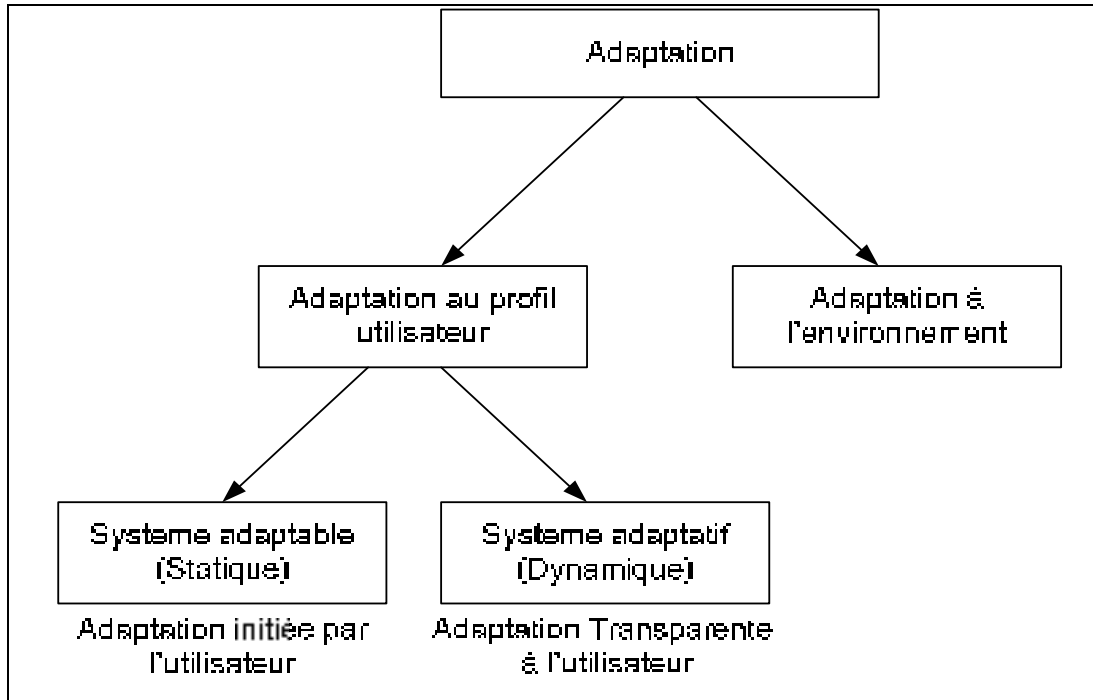 Adaptation
Adaptation au profil
utilisateur
Adaptation à
l'environnement
Systeme adaptable
(Statique)
Systeme adaptatif
(Dynamique)
Adaptation initiée par
l'utilisateur
Adaptation Transparente
à l'utilisateur